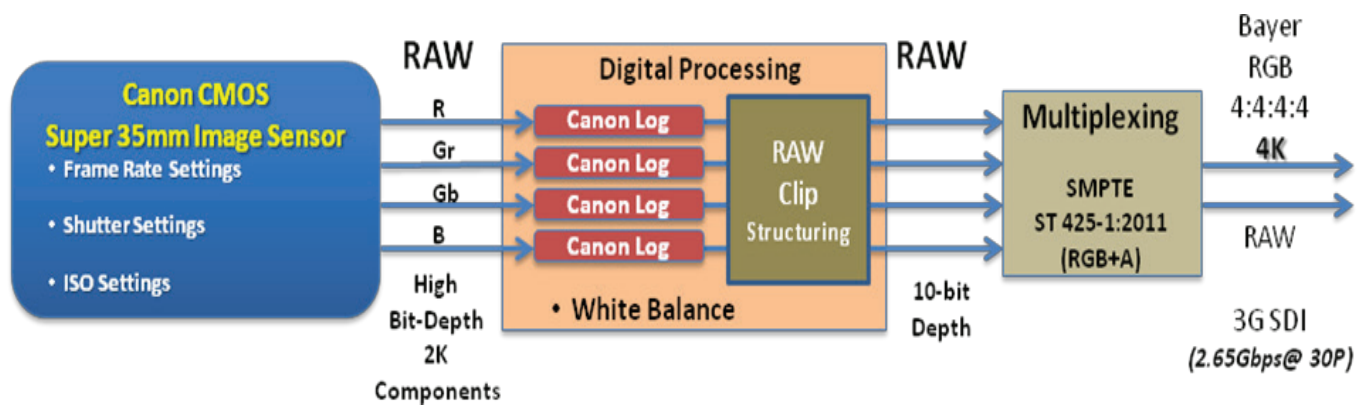 Canon CMOS
Super 35mm Image Sensor
• Frame Rate Settings
• Shutter Settings
• ISO Settings
RAW
R
Gr
Gb
B
High
Bit-Depth
2K
Components
Digital Processing
Canon Log
Canon Log
Canon Log
Canon Log
RAW
Clip
Structuring
• White Balance
RAW
10-bit
Depth
Multiplexing
SMPTE
ST 425-1:2011
(RGB+A)
Bayer
RGB
4:4:4:4
4K
RAW
3G SDI
(2.65Gbps@ 30P)